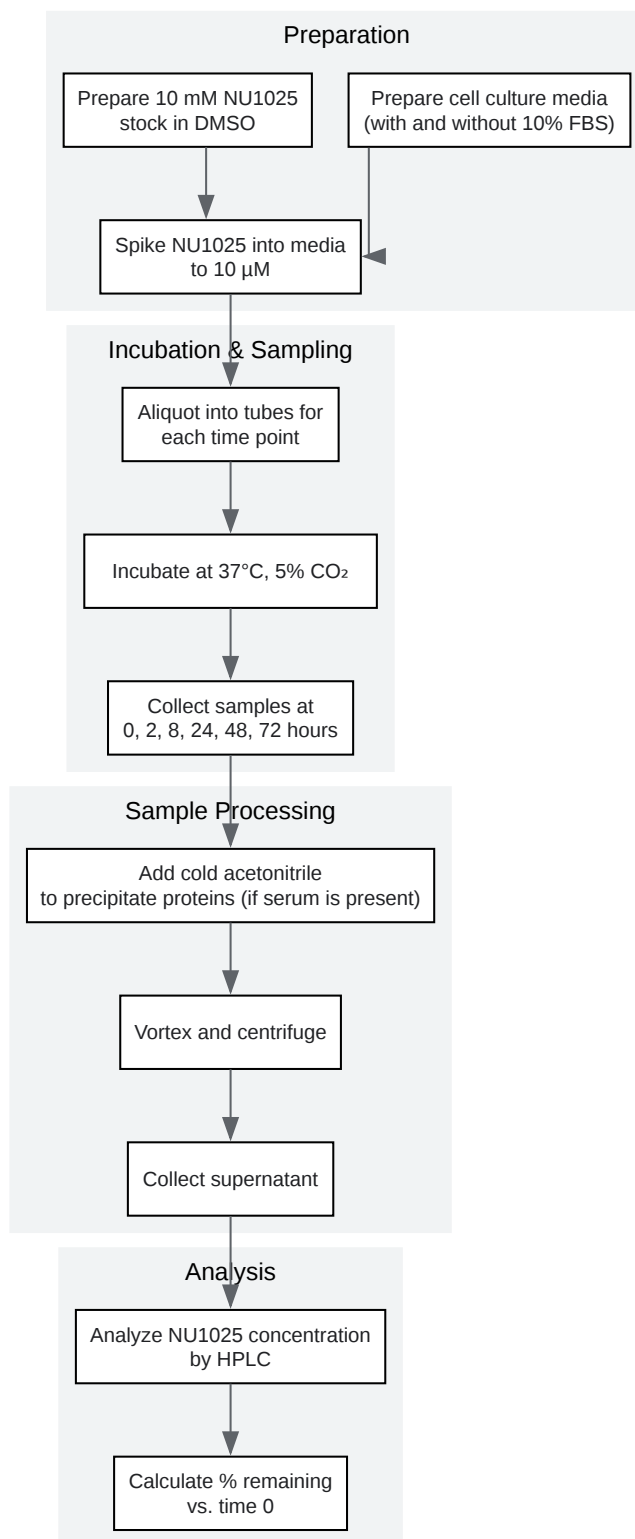 Preparation
Prepare 10 mM NU1025
stock in DMSO
Prepare cell culture media
(with and without 10% FBS)
Spike NU1025 into media
to 10 µM
Incubation & Sampling
Aliquot into tubes for
each time point
Incubate at 37°C, 5% CO₂
Collect samples at
0, 2, 8, 24, 48, 72 hours
Sample Processing
Add cold acetonitrile
to precipitate proteins (if serum is present)
Vortex and centrifuge
Collect supernatant
Analysis
Analyze NU1025 concentration
by HPLC
Calculate % remaining
vs. time 0